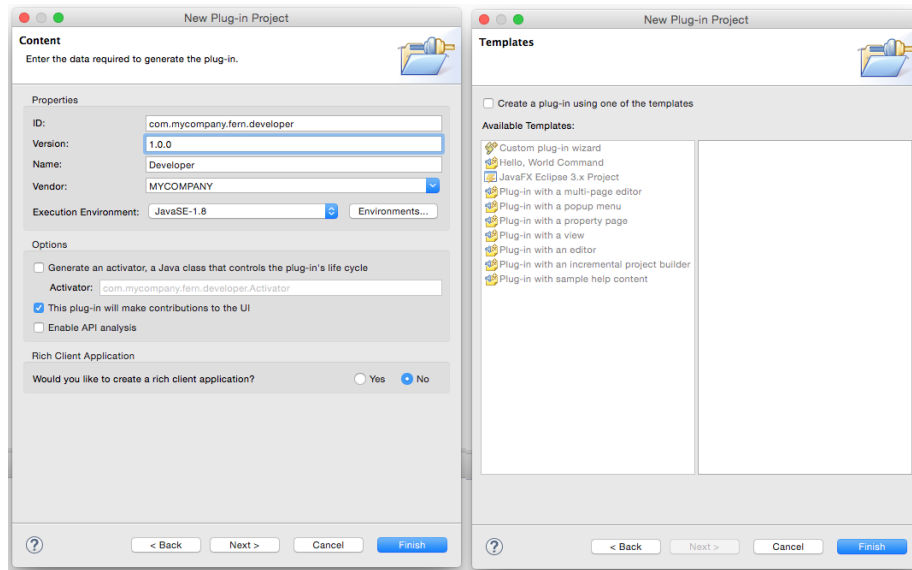 New Plug-in Project
Content
Enter the data required to generate the plug-in.
Properties
ID: com.mycompany.fern.developer
Version: 1.0.0
Name: Developer
Vendor: MYCOMPANY
Execution Environment: JavaSE-1.8 Environments...
Options
Generate an activator, a Java class that controls the plug-in's life cycle
Activator: com.mycompany.fern.developer.Activator
This plug-in will make contributions to the UI
Enable API analysis
Rich Client Application
Would you like to create a rich client application? Yes No
? < Back Next > Cancel Finish
New Plug-in Project
Templates
Create a plug-in using one of the templates
Available Templates:
Custom plug-in wizard
Hello, World Command
JavaFX Eclipse 3.x Project
Plug-in with a multi-page editor
Plug-in with a popup menu
Plug-in with a property page
Plug-in with a view
Plug-in with an editor
Plug-in with an incremental project builder
Plug-in with sample help content
? < Back Next > Cancel Finish